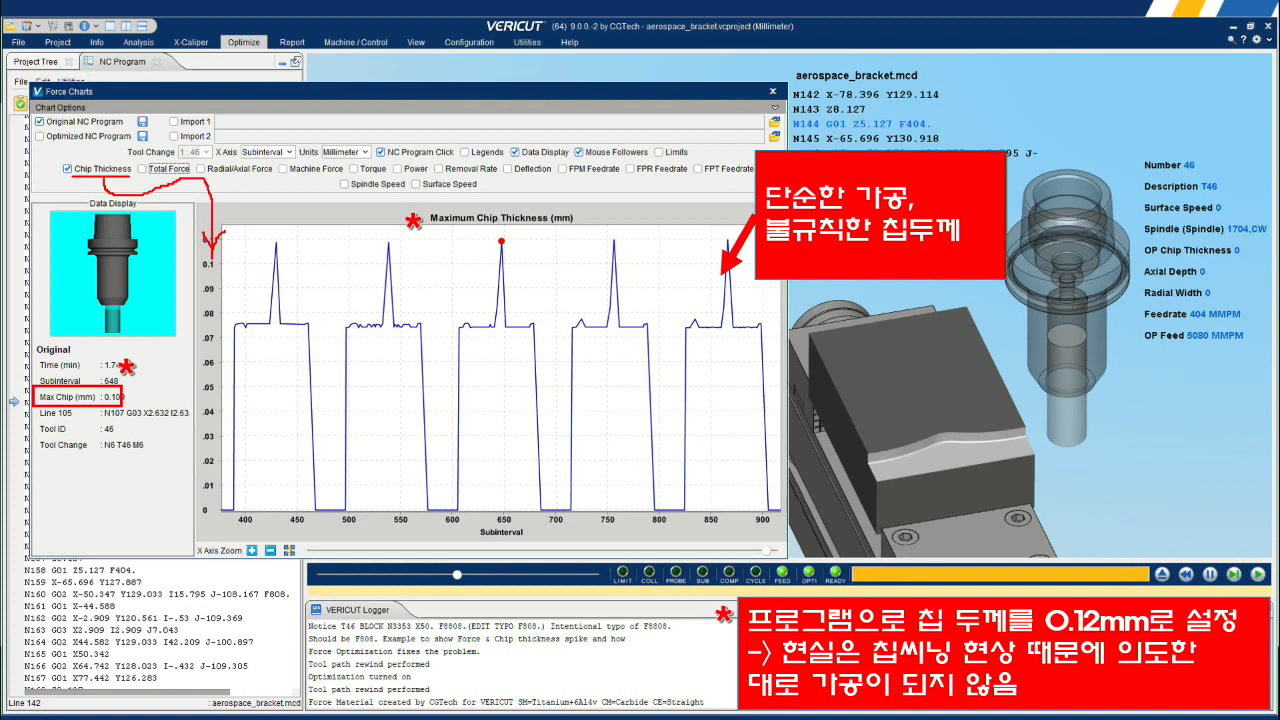 VERICUT (64) 9.0.0.-2 by CGTech - aerospace_bracket.vcproject (Millimeter)
File Project Info Analysis X-Caliper Optimize Report Machine / Control View Configuration Utilities Help
Project Tree NC Program
Force Charts
Chart Options
Original NC Program Import 1
Optimized NC Program Import 2
Tool Change 1 : 46 X Axis Subinterval Units Millimeter NC Program Click Legends Data Display Mouse Followers Limits
Chip Thickness Total Force Radial/Axial Force Machine Force Torque Power Removal Rate Deflection FPM Feedrate FPR Feedrate FPT Feedrate
Spindle Speed Surface Speed
Data Display
Original
Time (min) : 1.74
Subinterval : 648
Max Chip (mm) : 0.109
Line 105 : N107 G03 X2.632 I2.63
Tool ID : 46
Tool Change : N6 T46 M6
* Maximum Chip Thickness (mm)
0.1
.09
.08
.07
.06
.05
.04
.03
.02
.01
0
400 450 500 550 600 650 700 750 800 850 900
Subinterval
X Axis Zoom
aerospace_bracket.mcd
N142 X-78.396 Y129.114
N143 Z8.127
N144 G01 Z5.127 F404.
N145 X-65.696 Y130.918
단순한 가공,
불규칙한 칩두께
Number 46
Description T46
Surface Speed 0
Spindle (Spindle) 1704,CW
OP Chip Thickness 0
Axial Depth 0
Radial Width 0
Feedrate 404 MMPM
OP Feed 5080 MMPM
N158 G01 Z5.127 F404.
N159 X-65.696 Y127.887
N160 G02 X-50.347 Y129.033 I15.795 J-108.167 F808.
N161 G01 X-44.588
N162 G02 X-2.909 Y120.561 I-.53 J-109.369
N163 G03 X2.909 I2.909 J7.043
N164 G02 X44.582 Y129.033 I42.209 J-100.897
N165 G01 X50.342
N166 G02 X64.742 Y128.130 I-.432 J-109.305
N167 G01 X77.442 Y126.283
Line 142 : aerospace_bracket.mcd
LIMIT COLL PROBE SUB COMP CYCLE FEED OPTI READY
VERICUT Logger
Notice T46 BLOCK N3353 X50. F8808.(EDIT TYPO F808.) Intentional typo of F8808.
Should be F808. Example to show Force & Chip thickness spike and how
Force Optimization fixes the problem.
Tool path rewind performed
Optimization turned on
Tool path rewind performed
Force Material created by CGTech for VERICUT SM=Titanium+6Al4v CM=Carbide CE=Straight
* 프로그램으로 칩 두께를 0.12mm로 설정
-> 현실은 칩씨닝 현상 때문에 의도한
대로 가공이 되지 않음